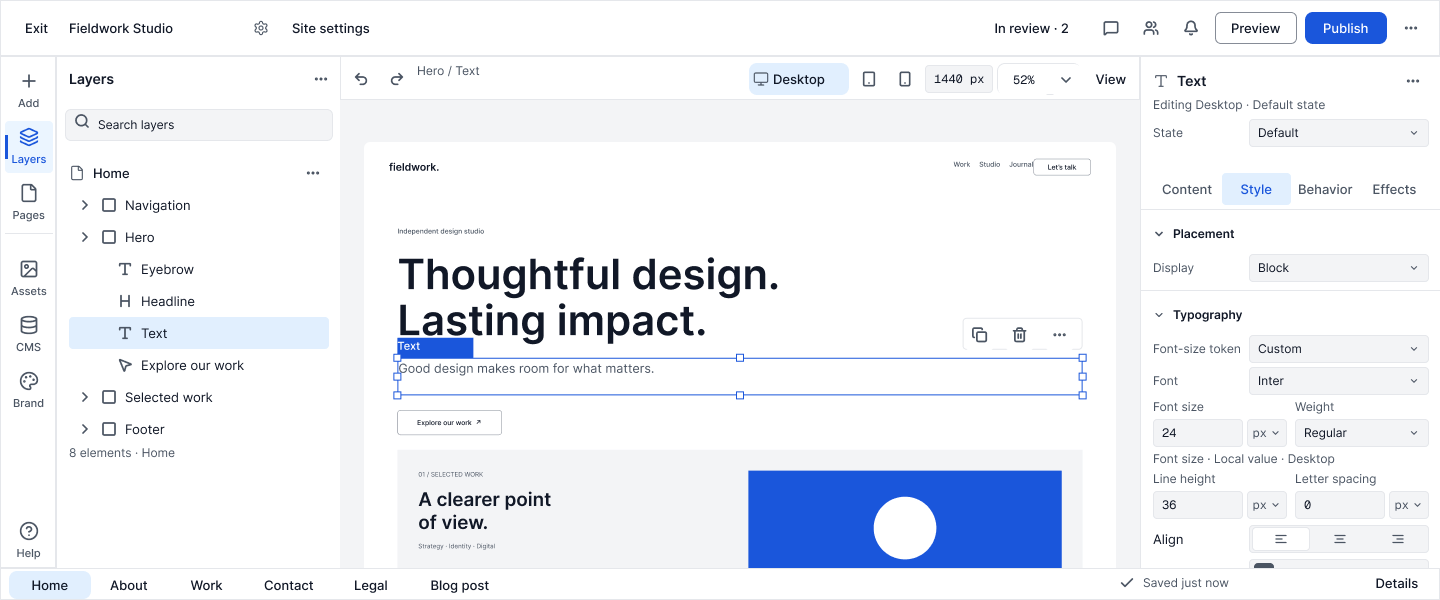 Exit
Fieldwork Studio
Site settings
In review · 2
Preview
Publish
Add
Layers
Pages
Assets
CMS
Brand
Help
Layers
Search layers
Home
Navigation
Hero
Eyebrow
Headline
Text
Explore our work
Selected work
Footer
8 elements · Home
Hero / Text
Desktop
1440 px
52%
View
fieldwork.
Work
Studio
Journal
Let's talk
Independent design studio
Thoughtful design.
Lasting impact.
Text
Good design makes room for what matters.
Explore our work ↗
01 / SELECTED WORK
A clearer point
of view.
Strategy · Identity · Digital
Text
Editing Desktop · Default state
State
Default
Content
Style
Behavior
Effects
Placement
Display
Block
Typography
Font-size token
Custom
Font
Inter
Font size
Weight
24
px
Regular
Font size · Local value · Desktop
Line height
Letter spacing
36
px
0
px
Align
Home
About
Work
Contact
Legal
Blog post
Saved just now
Details